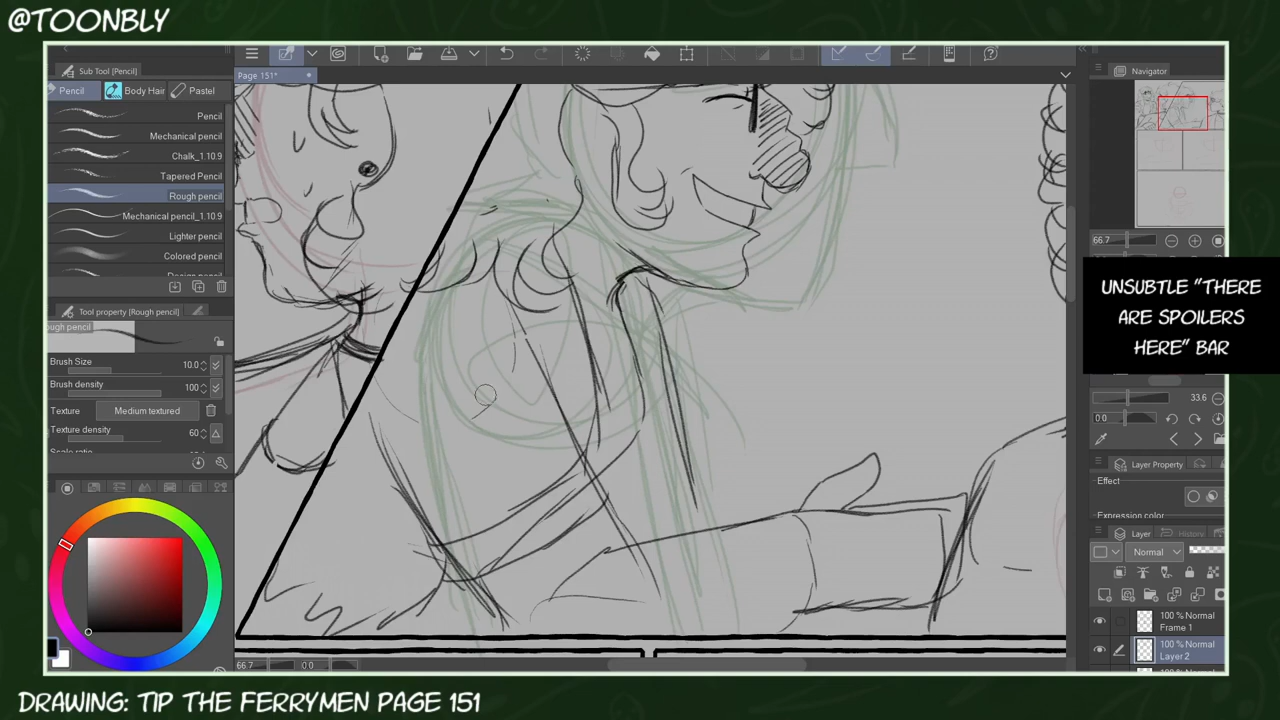 @TOONBLY
Sub Tool [Pencil]
Pencil
Body Hair
Pastel
Pencil
Mechanical pencil
Chalk_1.10.9
Tapered Pencil
Rough pencil
Mechanical pencil_1.10.9
Lighter pencil
Colored pencil
Tool property [Rough pencil]
Brush Size 10.0
Brush density 100
Texture Medium textured
Texture density 60
Page 151*
66.7
0.0
Navigator
66.7
UNSUBTLE "THERE
ARE SPOILERS
HERE" BAR
33.6
0.0
Layer Property
Effect
Expression color
Layer
History
Normal
100 % Normal
Frame 1
100 % Normal
Layer 2
DRAWING: TIP THE FERRYMEN PAGE 151